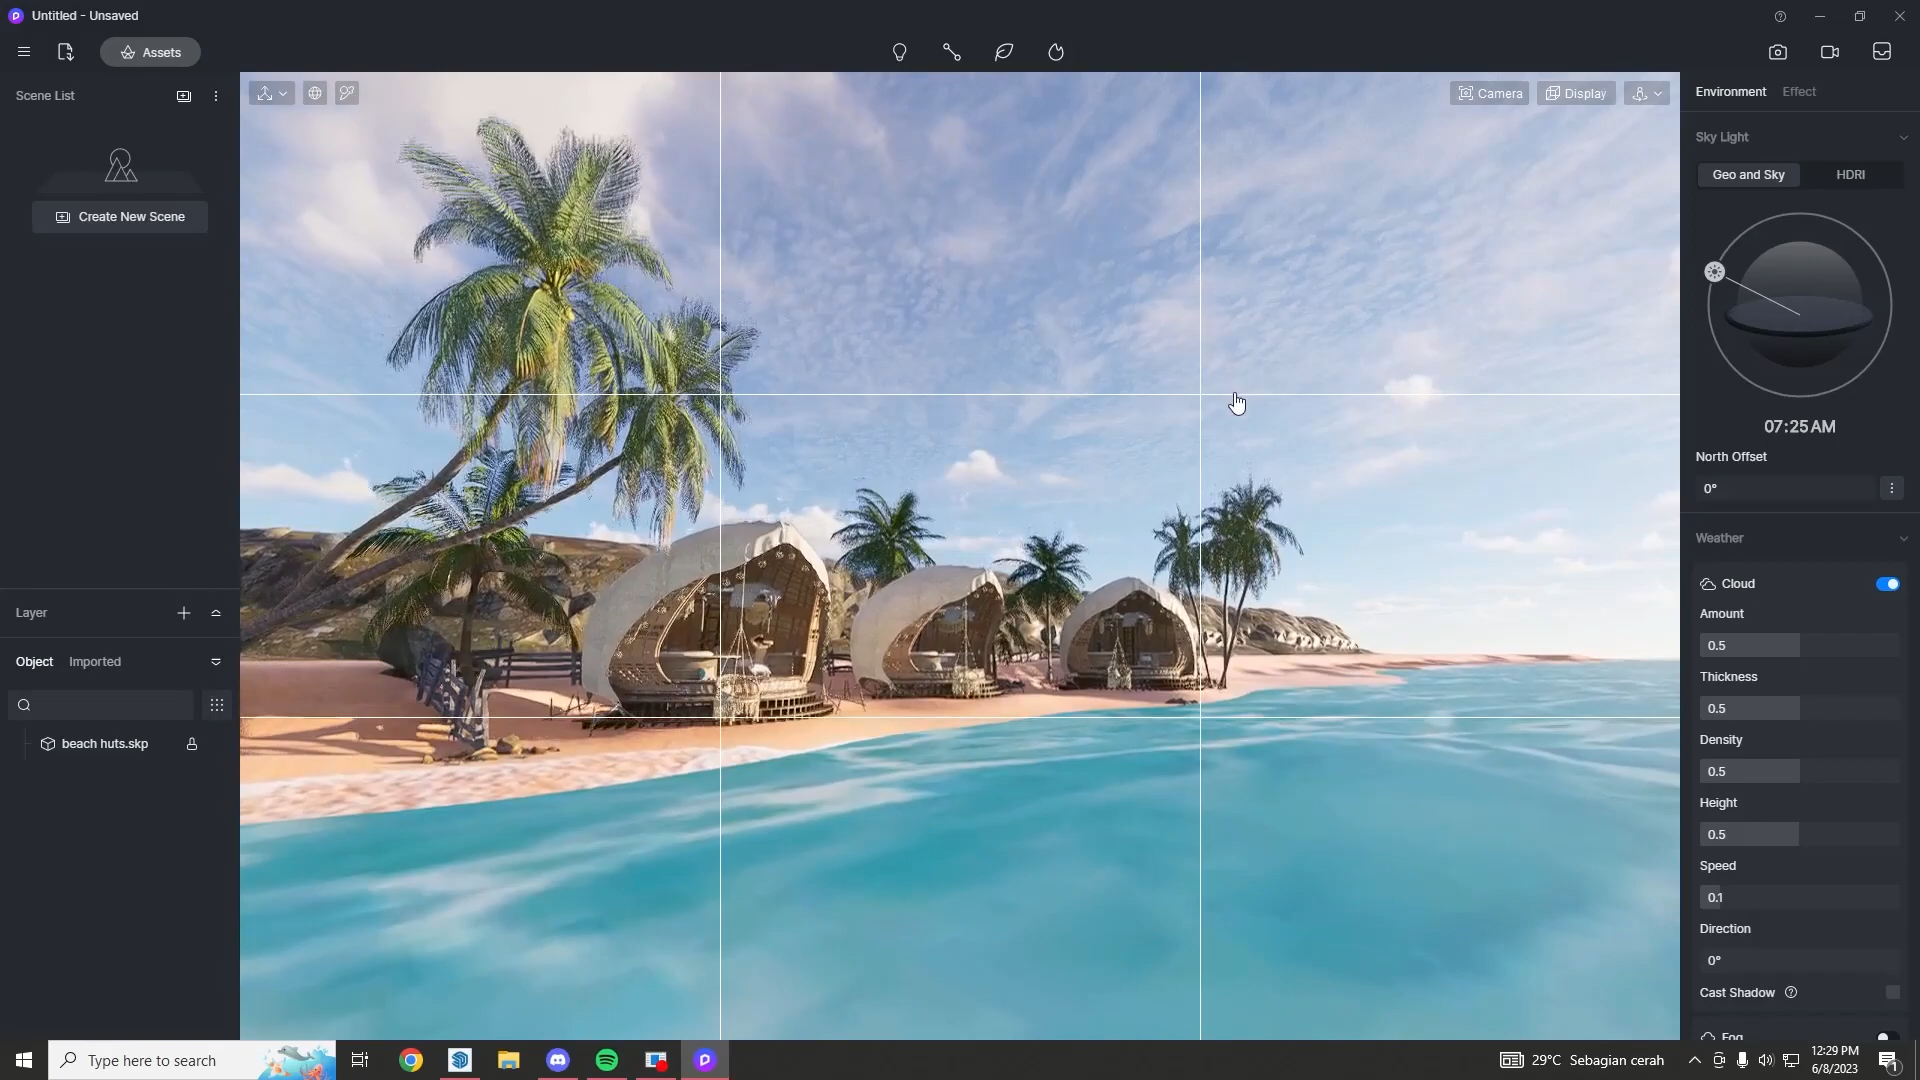 Untitled - Unsaved
Assets
Scene List
Create New Scene
Layer
Object Imported
beach huts.skp
Camera
Display
Environment Effect
Sky Light
Geo and Sky
HDRI
07:25 AM
North Offset
0°
Weather
Cloud
Amount
0.5
Thickness
0.5
Density
0.5
Height
0.5
Speed
0.1
Direction
0°
Cast Shadow
Fog
Type here to search
29°C Sebagian cerah
12:29 PM
6/8/2023
1